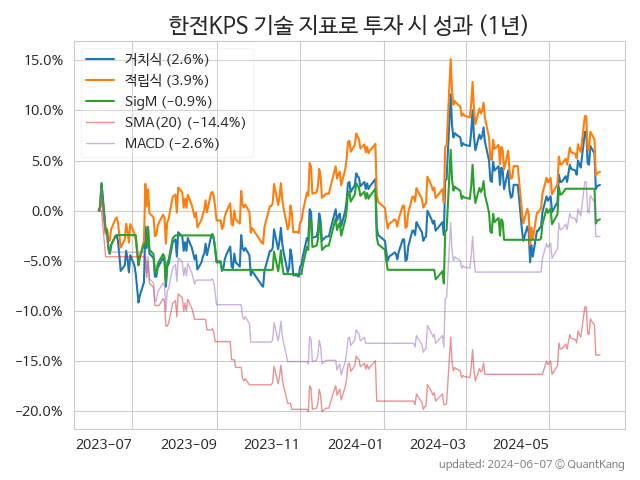 한전KPS 기술 지표로 투자 시 성과 (1년)
거치식 (2.6%)
적립식 (3.9%)
SigM (−0.9%)
SMA(20) (−14.4%)
MACD (−2.6%)
15.0%
10.0%
5.0%
0.0%
−5.0%
−10.0%
−15.0%
−20.0%
2023-07
2023-09
2023-11
2024-01
2024-03
2024-05
updated: 2024-06-07 © QuantKang